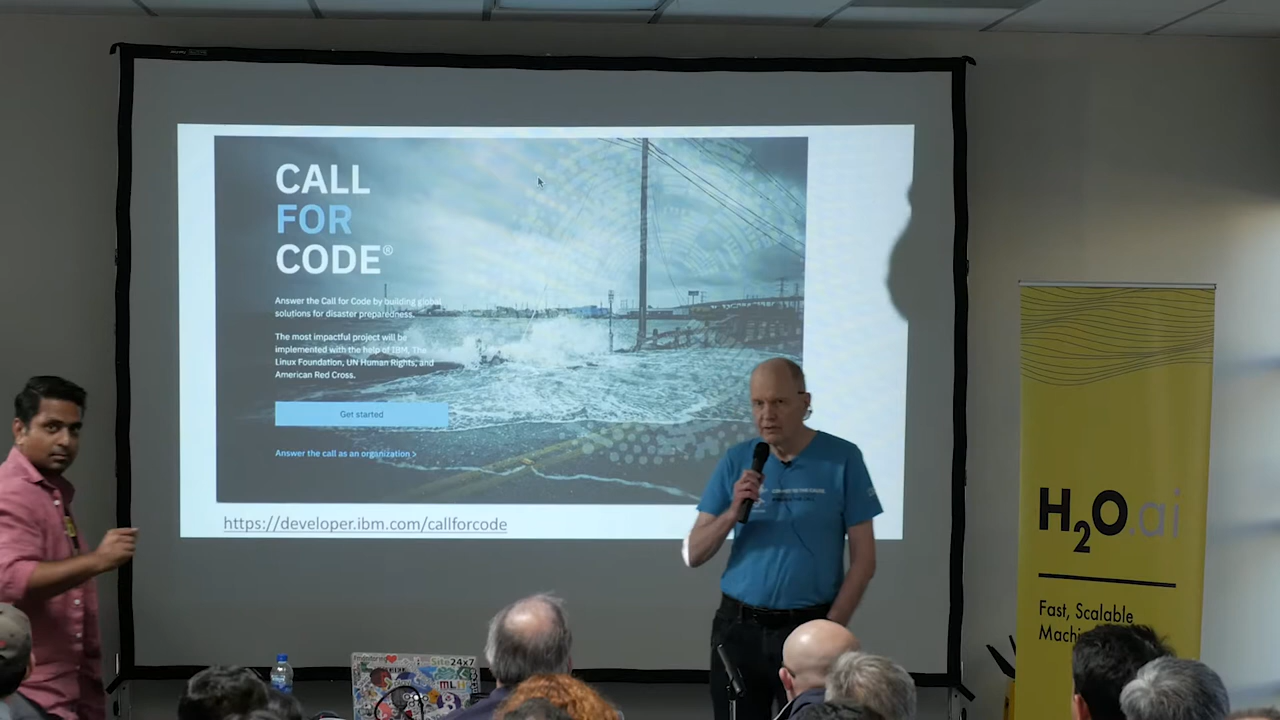 CALL
FOR
CODE®
Answer the Call for Code by building global
solutions for disaster preparedness.
The most impactful project will be
implemented with the help of IBM, The
Linux Foundation, UN Human Rights, and
American Red Cross.
Get started
Answer the call as an organization >
https://developer.ibm.com/callforcode
H2O.ai
Fast, Scalable
Site24x7